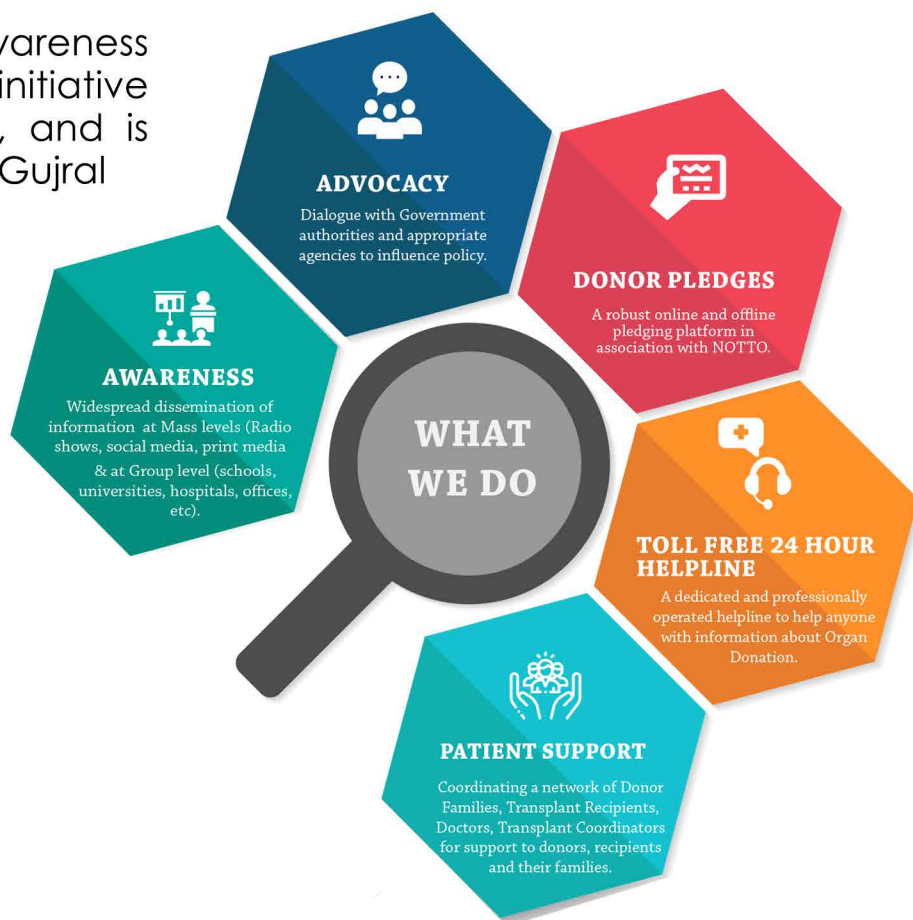 wareness
initiative
, and is
Gujral
ADVOCACY
Dialogue with Government
authorities and appropriate
agencies to influence policy.
DONOR PLEDGES
A robust online and offline
pledging platform in
association with NOTTO.
AWARENESS
Widespread dissemination of
information at Mass levels (Radio
shows, social media, print media
& at Group level (schools,
universities, hospitals, offices,
etc).
WHAT
WE DO
TOLL FREE 24 HOUR
HELPLINE
A dedicated and professionally
operated helpline to help anyone
with information about Organ
Donation.
PATIENT SUPPORT
Coordinating a network of Donor
Families, Transplant Recipients,
Doctors, Transplant Coordinators
for support to donors, recipients
and their families.